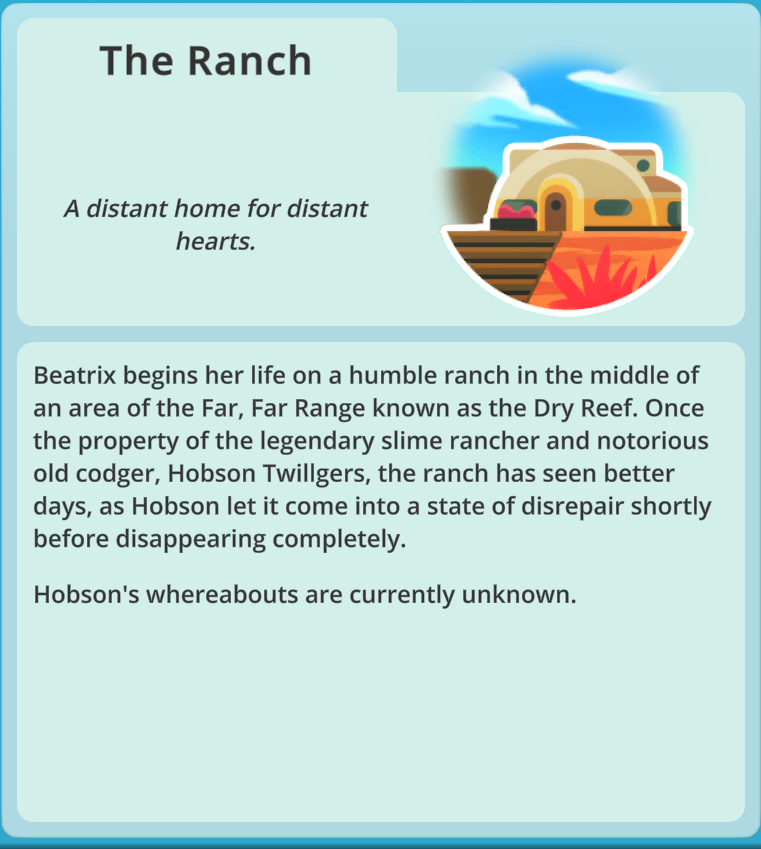 The Ranch
A distant home for distant
hearts.
Beatrix begins her life on a humble ranch in the middle of
an area of the Far, Far Range known as the Dry Reef. Once
the property of the legendary slime rancher and notorious
old codger, Hobson Twillgers, the ranch has seen better
days, as Hobson let it come into a state of disrepair shortly
before disappearing completely.
Hobson's whereabouts are currently unknown.